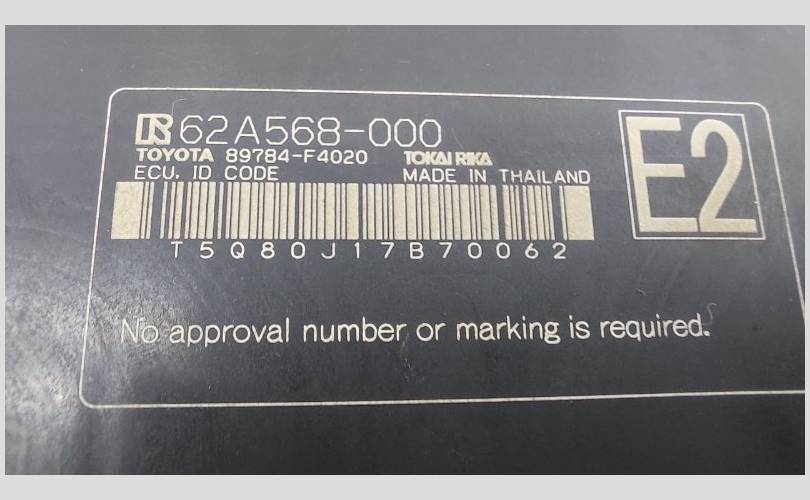 R 62A568-000
TOYOTA 89784-F4020 TOKAI RIKA
ECU, ID CODE MADE IN THAILAND
E2
T5Q80J17B70062
No approval number or marking is required.